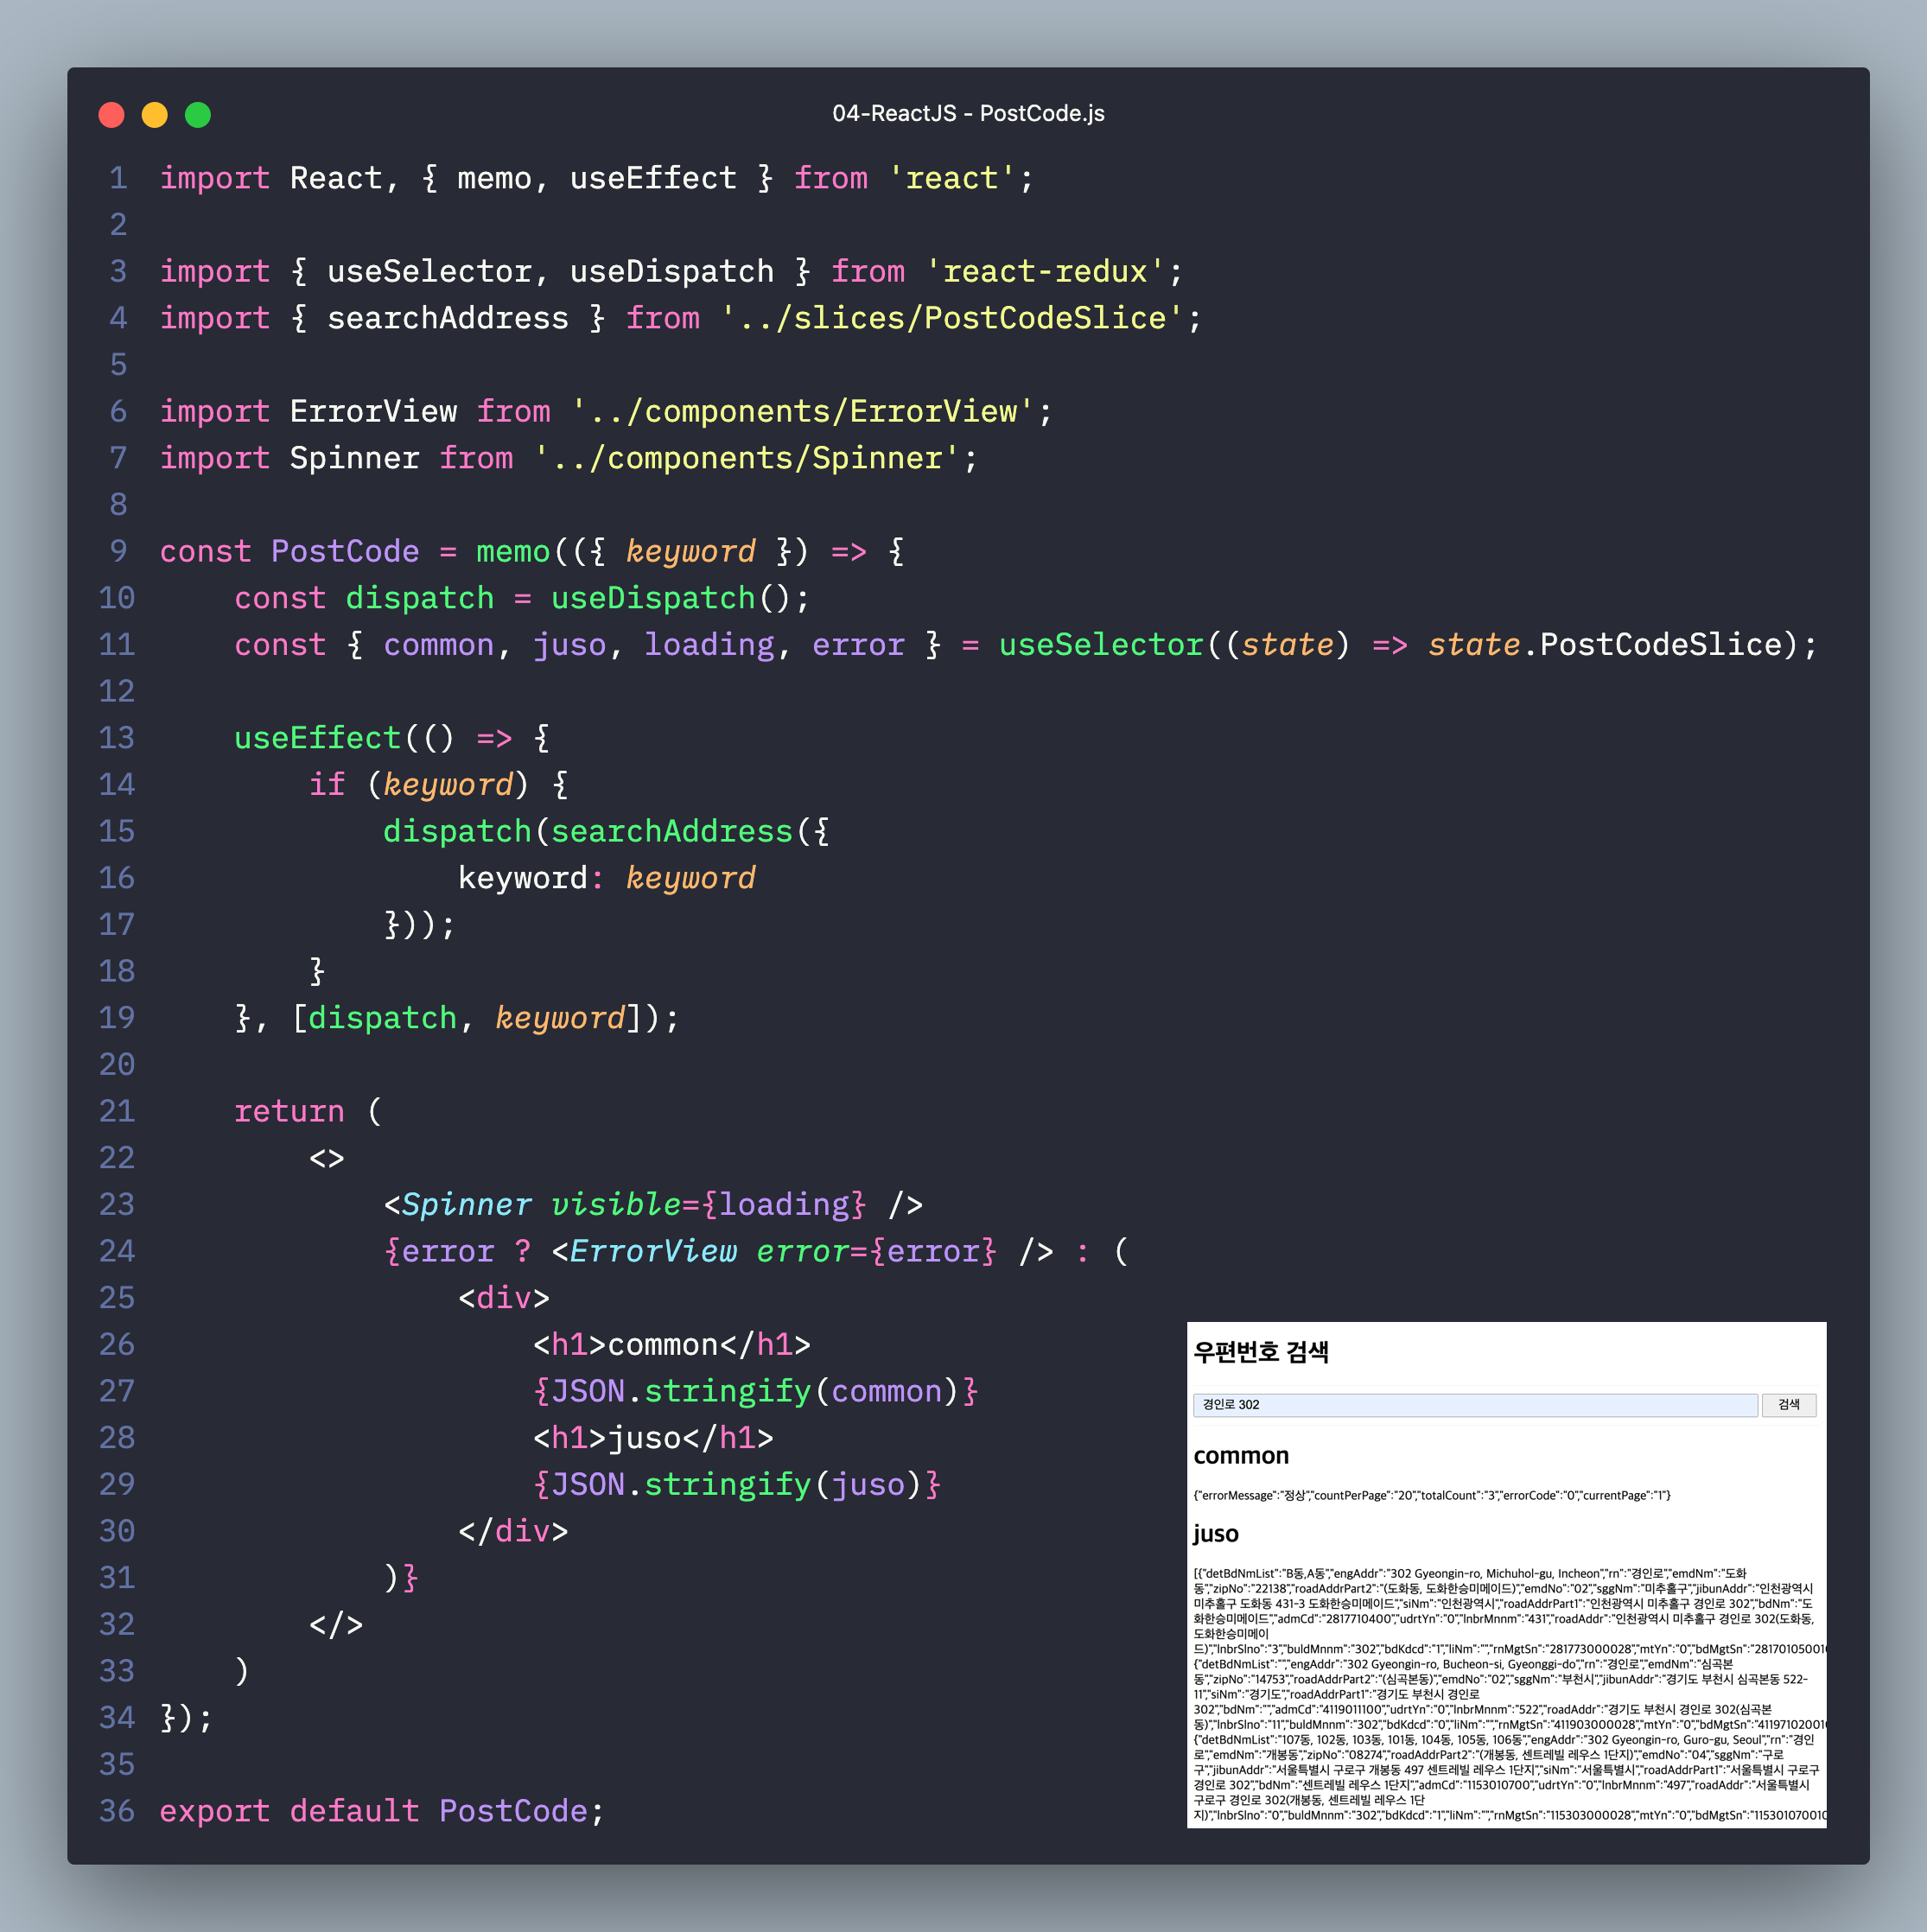 04-ReactJS - PostCode.js
1 import React, { memo, useEffect } from 'react';
2
3 import { useSelector, useDispatch } from 'react-redux';
4 import { searchAddress } from '../slices/PostCodeSlice';
5
6 import ErrorView from '../components/ErrorView';
7 import Spinner from '../components/Spinner';
8
9 const PostCode = memo(({ keyword }) => {
10     const dispatch = useDispatch();
11     const { common, juso, loading, error } = useSelector((state) => state.PostCodeSlice);
12
13     useEffect(() => {
14         if (keyword) {
15             dispatch(searchAddress({
16                 keyword: keyword
17             }));
18         }
19     }, [dispatch, keyword]);
20
21     return (
22         <>
23             <Spinner visible={loading} />
24             {error ? <ErrorView error={error} /> : (
25                 <div>
26                     <h1>common</h1>
27                     {JSON.stringify(common)}
28                     <h1>juso</h1>
29                     {JSON.stringify(juso)}
30                 </div>
31             )}
32         </>
33     )
34 });
35
36 export default PostCode;
우편번호 검색
경인로 302 검색
common
{"errorMessage":"정상","countPerPage":"20","totalCount":"3","errorCode":"0","currentPage":"1"}
juso
[{"detBdNmList":"B동,A동","engAddr":"302 Gyeongin-ro, Michuhol-gu, Incheon","rn":"경인로","emdNm":"도화
동","zipNo":"22138","roadAddrPart2":"(도화동, 도화한승미메이드)","emdNo":"02","sggNm":"미추홀구","jibunAddr":"인천광역시
미추홀구 도화동 431-3 도화한승미메이드","siNm":"인천광역시","roadAddrPart1":"인천광역시 미추홀구 경인로 302","bdNm":"도
화한승미메이드","admCd":"2817710400","udrtYn":"0","lnbrMnnm":"431","roadAddr":"인천광역시 미추홀구 경인로 302(도화동,
도화한승미메이
드)","lnbrSlno":"3","buldMnnm":"302","bdKdcd":"1","liNm":"","rnMgtSn":"281773000028","mtYn":"0","bdMgtSn":"281701050010
{"detBdNmList":"","engAddr":"302 Gyeongin-ro, Bucheon-si, Gyeonggi-do","rn":"경인로","emdNm":"심곡본
동","zipNo":"14753","roadAddrPart2":"(심곡본동)","emdNo":"02","sggNm":"부천시","jibunAddr":"경기도 부천시 심곡본동 522-
11","siNm":"경기도","roadAddrPart1":"경기도 부천시 경인로
302","bdNm":"","admCd":"4119011100","udrtYn":"0","lnbrMnnm":"522","roadAddr":"경기도 부천시 경인로 302(심곡본
동)","lnbrSlno":"11","buldMnnm":"302","bdKdcd":"0","liNm":"","rnMgtSn":"411903000028","mtYn":"0","bdMgtSn":"411971020010
{"detBdNmList":"107동, 102동, 103동, 101동, 104동, 105동, 106동","engAddr":"302 Gyeongin-ro, Guro-gu, Seoul","rn":"경인
로","emdNm":"개봉동","zipNo":"08274","roadAddrPart2":"(개봉동, 센트레빌 레우스 1단지)","emdNo":"04","sggNm":"구로
구","jibunAddr":"서울특별시 구로구 개봉동 497 센트레빌 레우스 1단지","siNm":"서울특별시","roadAddrPart1":"서울특별시 구로구
경인로 302","bdNm":"센트레빌 레우스 1단지","admCd":"1153010700","udrtYn":"0","lnbrMnnm":"497","roadAddr":"서울특별시
구로구 경인로 302(개봉동, 센트레빌 레우스 1단
지)","lnbrSlno":"0","buldMnnm":"302","bdKdcd":"1","liNm":"","rnMgtSn":"115303000028","mtYn":"0","bdMgtSn":"115301070010